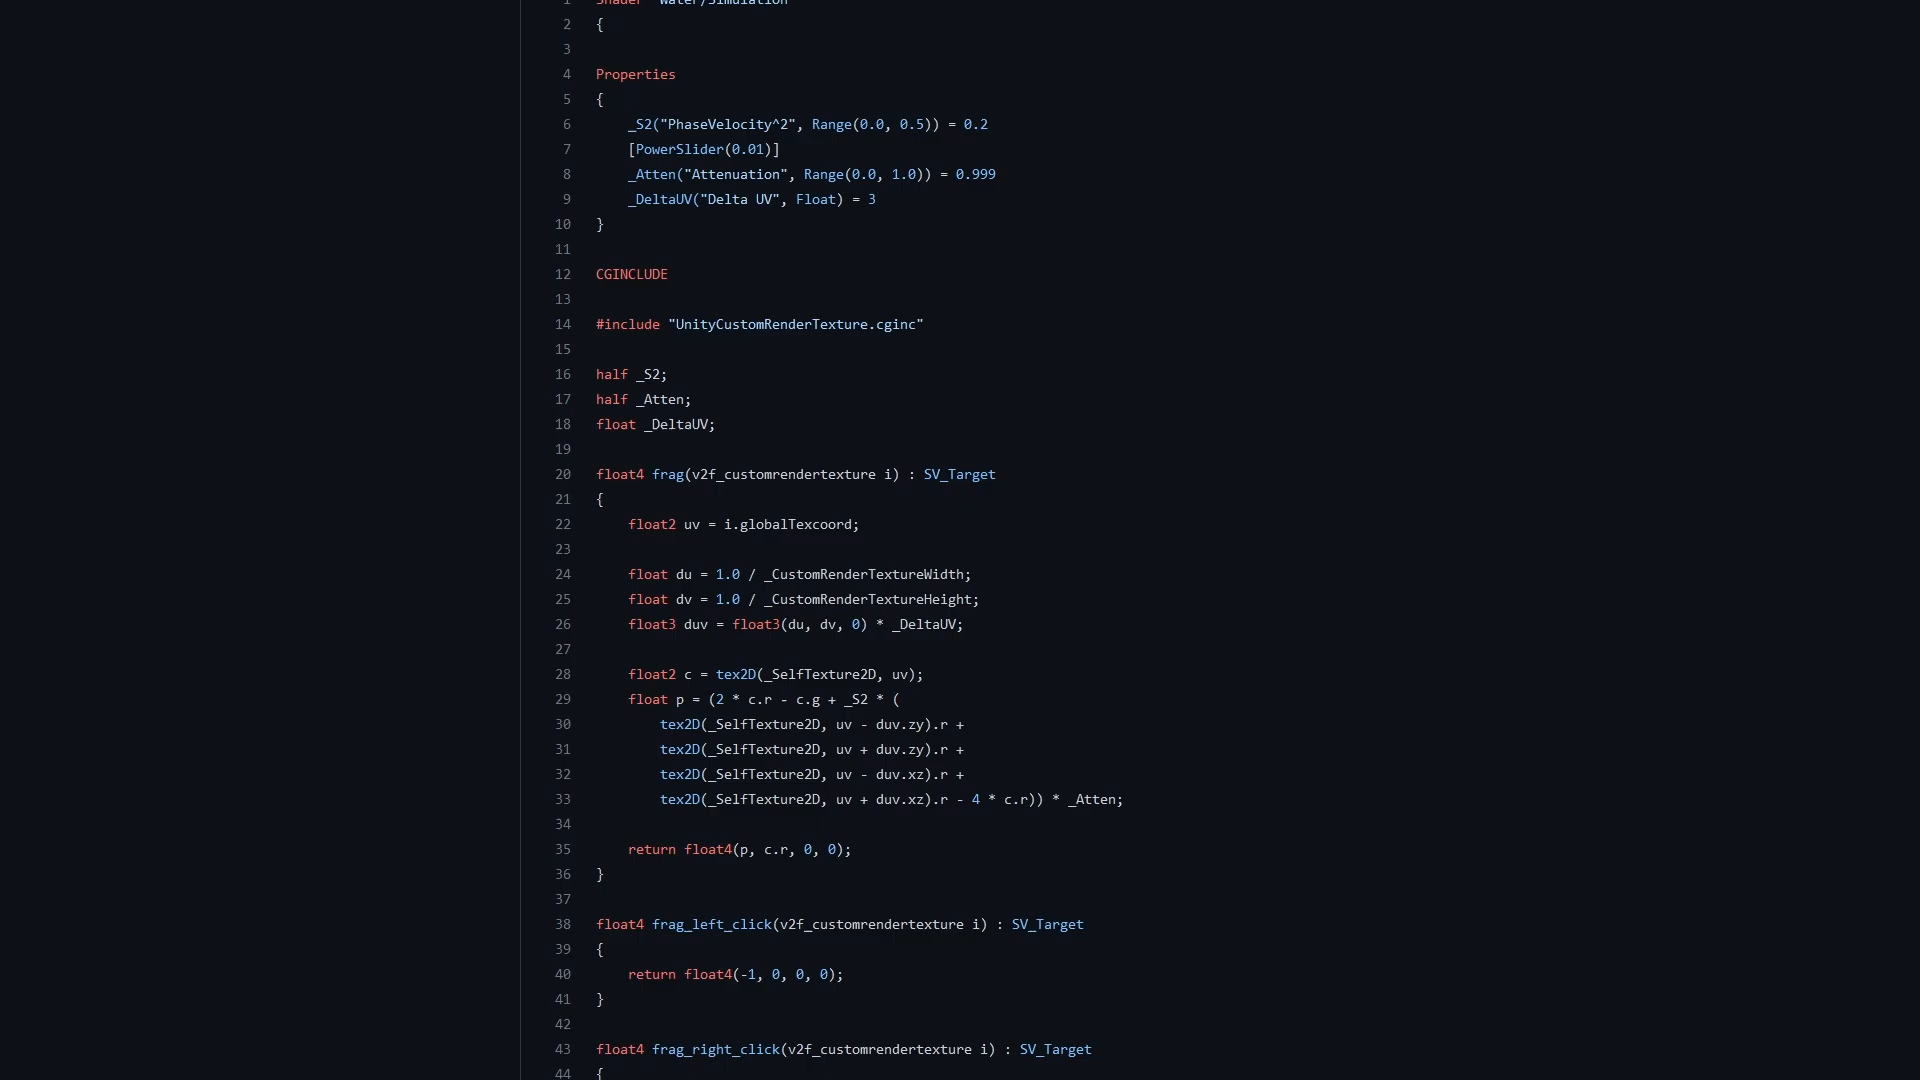 1 Shader "Water/Simulation"
2 {
3
4 Properties
5 {
6     _S2("PhaseVelocity^2", Range(0.0, 0.5)) = 0.2
7     [PowerSlider(0.01)]
8     _Atten("Attenuation", Range(0.0, 1.0)) = 0.999
9     _DeltaUV("Delta UV", Float) = 3
10 }
11
12 CGINCLUDE
13
14 #include "UnityCustomRenderTexture.cginc"
15
16 half _S2;
17 half _Atten;
18 float _DeltaUV;
19
20 float4 frag(v2f_customrendertexture i) : SV_Target
21 {
22     float2 uv = i.globalTexcoord;
23
24     float du = 1.0 / _CustomRenderTextureWidth;
25     float dv = 1.0 / _CustomRenderTextureHeight;
26     float3 duv = float3(du, dv, 0) * _DeltaUV;
27
28     float2 c = tex2D(_SelfTexture2D, uv);
29     float p = (2 * c.r - c.g + _S2 * (
30         tex2D(_SelfTexture2D, uv - duv.zy).r +
31         tex2D(_SelfTexture2D, uv + duv.zy).r +
32         tex2D(_SelfTexture2D, uv - duv.xz).r +
33         tex2D(_SelfTexture2D, uv + duv.xz).r - 4 * c.r)) * _Atten;
34
35     return float4(p, c.r, 0, 0);
36 }
37
38 float4 frag_left_click(v2f_customrendertexture i) : SV_Target
39 {
40     return float4(-1, 0, 0, 0);
41 }
42
43 float4 frag_right_click(v2f_customrendertexture i) : SV_Target
44 {